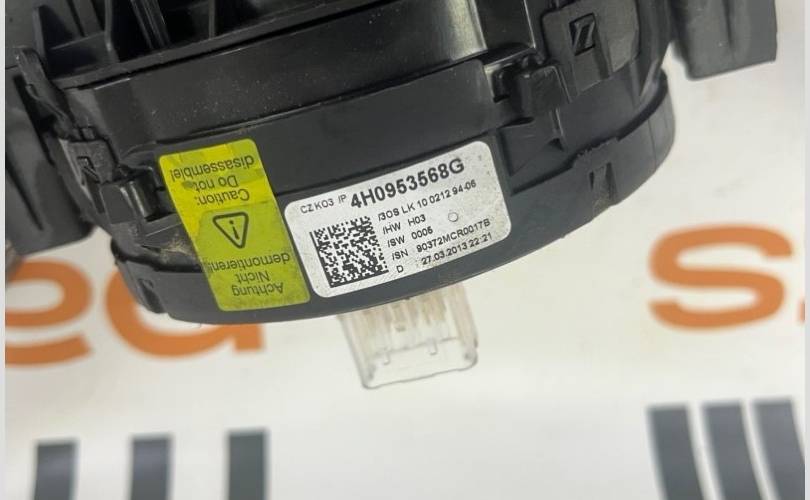 Caution:
Do not
disassemble!
Achtung
Nicht
demontieren!
CZ K03 /P 4H0953568G
/3OS LK 10 0212 94-05
/HW H03
/SW 0005
/SN 90372MCR0017B
D : 27.03.2013 22:21